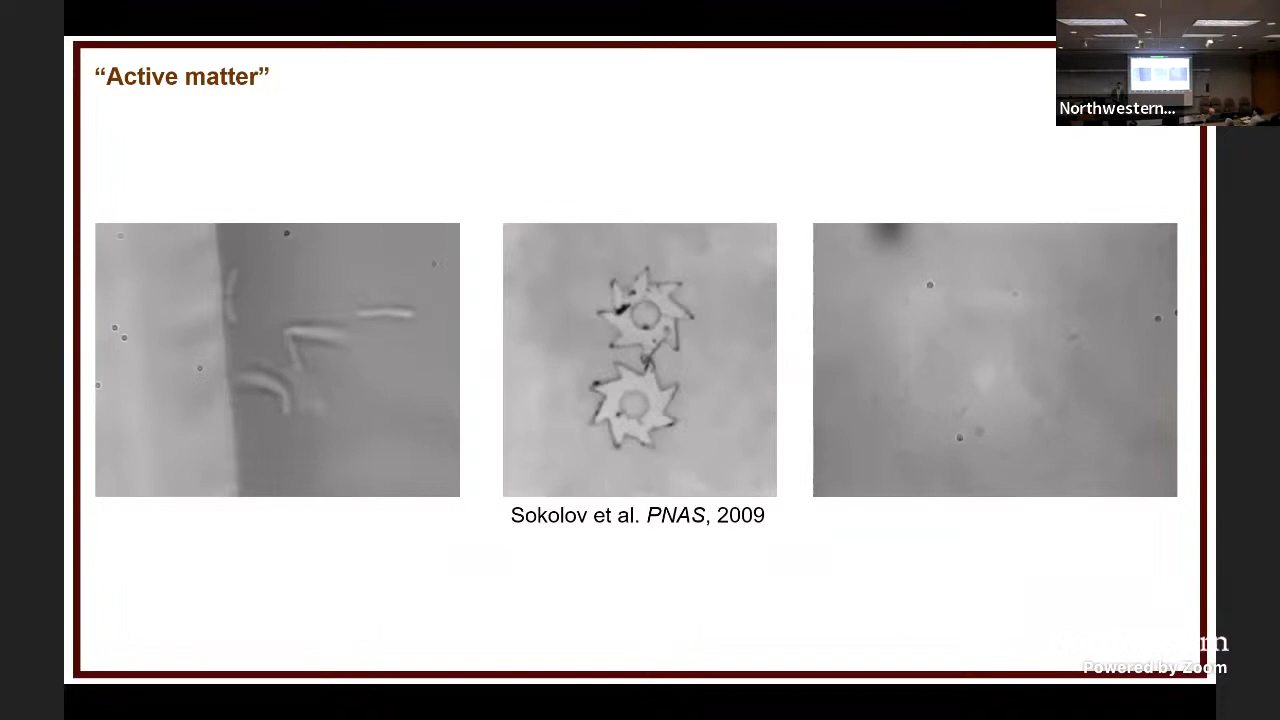 “Active matter”
Northwestern...
Sokolov et al. PNAS, 2009
Powered by Zoom